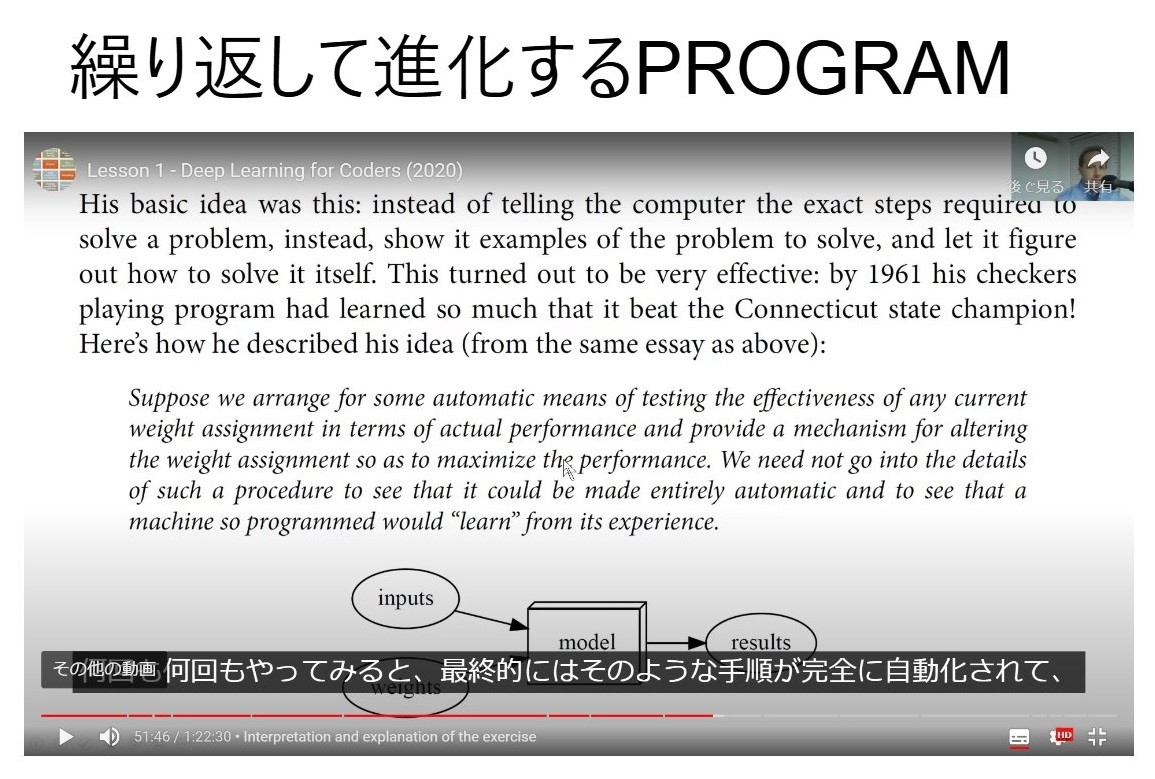 繰り返して進化するPROGRAM
Lesson 1 - Deep Learning for Coders (2020)
後で見る 共有
His basic idea was this: instead of telling the computer the exact steps required to
solve a problem, instead, show it examples of the problem to solve, and let it figure
out how to solve it itself. This turned out to be very effective: by 1961 his checkers
playing program had learned so much that it beat the Connecticut state champion!
Here's how he described his idea (from the same essay as above):
Suppose we arrange for some automatic means of testing the effectiveness of any current
weight assignment in terms of actual performance and provide a mechanism for altering
the weight assignment so as to maximize the performance. We need not go into the details
of such a procedure to see that it could be made entirely automatic and to see that a
machine so programmed would “learn” from its experience.
inputs
model
results
その他の動画
何回もやってみると、最終的にはそのような手順が完全に自動化されて、
weights
51:46 / 1:22:30 • Interpretation and explanation of the exercise
HD